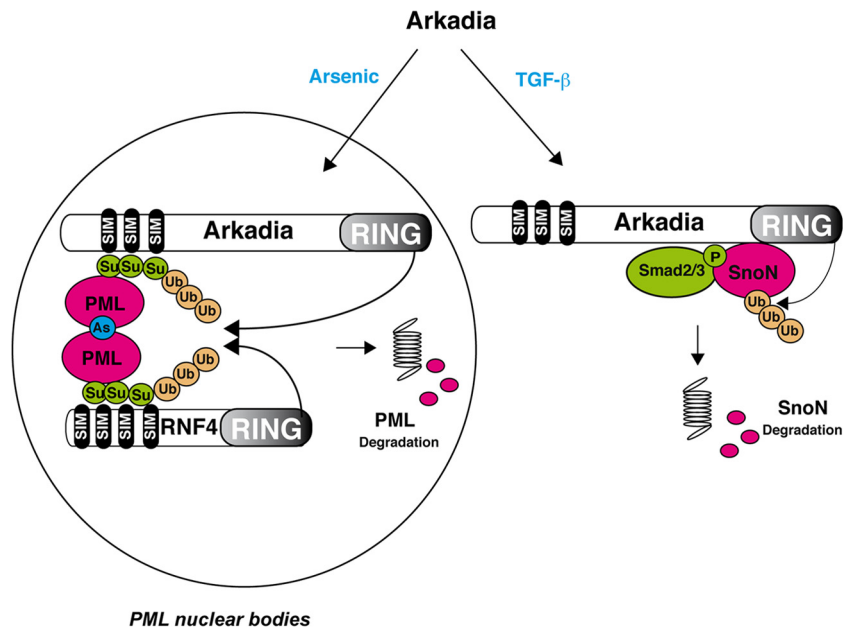 Arkadia
Arsenic
TGF-β
SIM SIM SIM Arkadia RING
Su Su Su Ub Ub Ub
PML
As
PML
Su Su Su Ub Ub Ub
SIM SIM SIM SIM RNF4 RING
PML
Degradation
PML nuclear bodies
SIM SIM SIM Arkadia RING
Smad2/3 P SnoN
Ub Ub Ub
SnoN
Degradation